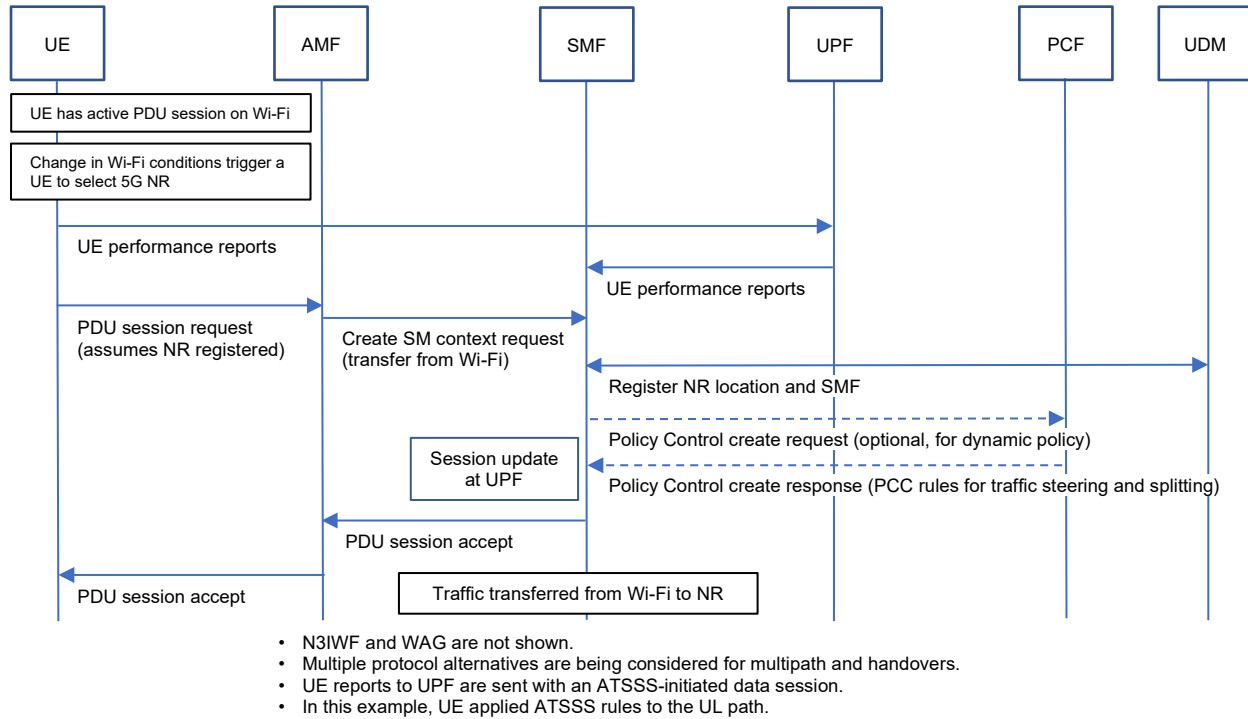 UE
AMF
SMF
UPF
PCF
UDM
UE has active PDU session on Wi-Fi
Change in Wi-Fi conditions trigger a
UE to select 5G NR
UE performance reports
UE performance reports
PDU session request
(assumes NR registered)
Create SM context request
(transfer from Wi-Fi)
Register NR location and SMF
Policy Control create request (optional, for dynamic policy)
Session update
at UPF
Policy Control create response (PCC rules for traffic steering and splitting)
PDU session accept
PDU session accept
Traffic transferred from Wi-Fi to NR
• N3IWF and WAG are not shown.
• Multiple protocol alternatives are being considered for multipath and handovers.
• UE reports to UPF are sent with an ATSSS-initiated data session.
• In this example, UE applied ATSSS rules to the UL path.